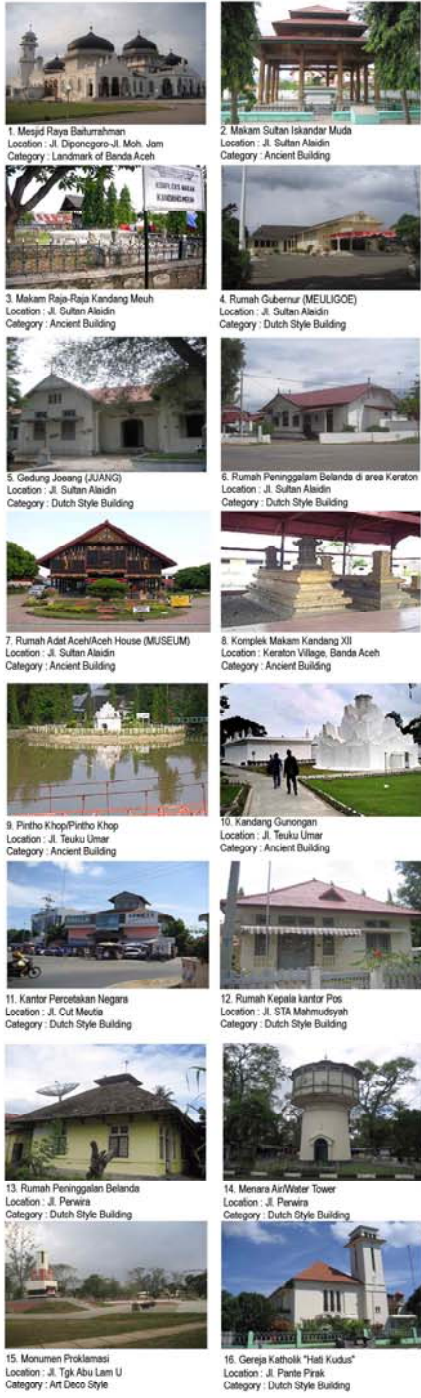 1. Mesjid Raya Baiturrahman
Location : Jl. Diponegoro-Jl. Moh. Jam
Category : Landmark of Banda Aceh
2. Makam Sultan Iskandar Muda
Location : Jl. Sultan Alaidin
Category : Ancient Building
KOMPLEKS MAKAM
KANDANG MEUH
3. Makam Raja-Raja Kandang Meuh
Location : Jl. Sultan Alaidin
Category : Ancient Building
4. Rumah Gubernur (MEULIGOE)
Location : Jl. Sultan Alaidin
Category : Dutch Style Building
5. Gedung Joeang (JUANG)
Location : Jl. Sultan Alaidin
Category : Dutch Style Building
6. Rumah Peninggalam Belanda di area Keraton
Location : Jl. Sultan Alaidin
Category : Dutch Style Building
7. Rumah Adat Aceh/Aceh House (MUSEUM)
Location : Jl. Sultan Alaidin
Category : Ancient Building
8. Komplek Makam Kandang XII
Location : Keraton Village, Banda Aceh
Category : Ancient Building
9. Pintho Khop/Pintho Khop
Location : Jl. Teuku Umar
Category : Ancient Building
10. Kandang Gunongan
Location : Jl. Teuku Umar
Category : Ancient Building
11. Kantor Percetakan Negara
Location : Jl. Cut Meutia
Category : Dutch Style Building
12. Rumah Kepala kantor Pos
Location : Jl. STA Mahmudsyah
Category : Dutch Style Building
13. Rumah Peninggalan Belanda
Location : Jl. Perwira
Category : Dutch Style Building
14. Menara Air/Water Tower
Location : Jl. Perwira
Category : Dutch Style Building
15. Monumen Proklamasi
Location : Jl. Tgk Abu Lam U
Category : Art Deco Style
16. Gereja Katholik "Hati Kudus"
Location : Jl. Pante Pirak
Category : Dutch Style Building